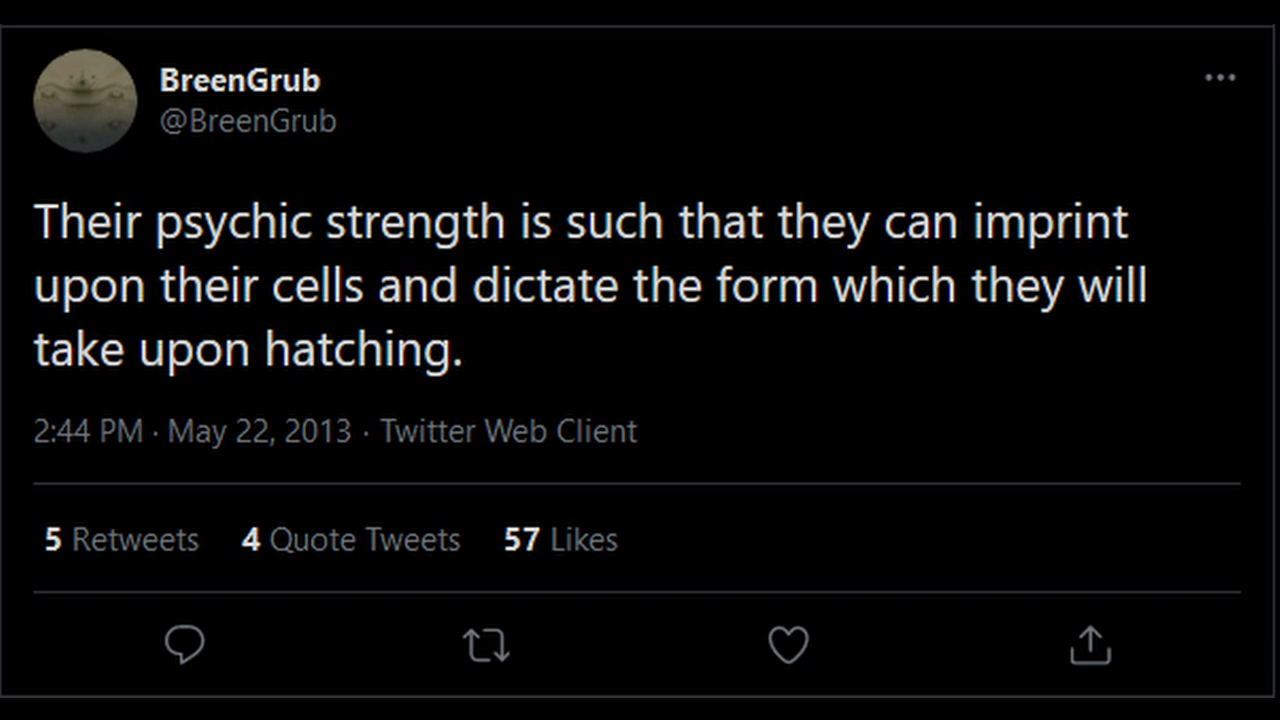 BreenGrub
@BreenGrub
Their psychic strength is such that they can imprint
upon their cells and dictate the form which they will
take upon hatching.
2:44 PM · May 22, 2013 · Twitter Web Client
5 Retweets 4 Quote Tweets 57 Likes